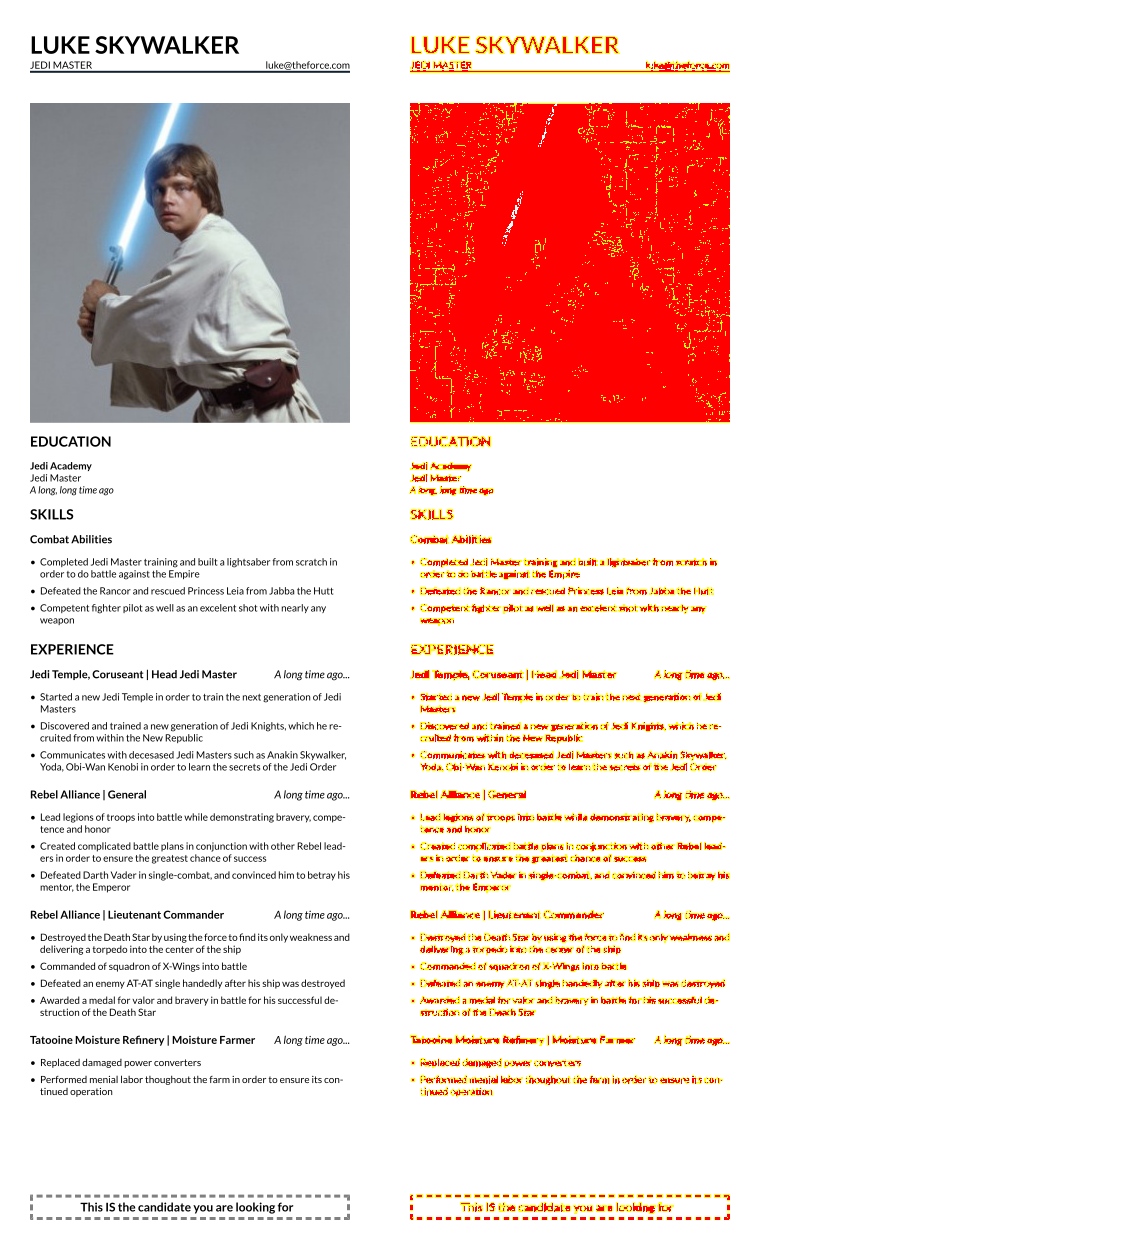 LUKE SKYWALKER
JEDI MASTER luke@theforce.com
EDUCATION
Jedi Academy
Jedi Master
A long, long time ago
SKILLS
Combat Abilities
• Completed Jedi Master training and built a lightsaber from scratch in
order to do battle against the Empire
• Defeated the Rancor and rescued Princess Leia from Jabba the Hutt
• Competent fighter pilot as well as an excelent shot with nearly any
weapon
EXPERIENCE
Jedi Temple, Coruseant | Head Jedi Master A long time ago...
• Started a new Jedi Temple in order to train the next generation of Jedi
Masters
• Discovered and trained a new generation of Jedi Knights, which he re-
cruited from within the New Republic
• Communicates with decesased Jedi Masters such as Anakin Skywalker,
Yoda, Obi-Wan Kenobi in order to learn the secrets of the Jedi Order
Rebel Alliance | General A long time ago...
• Lead legions of troops into battle while demonstrating bravery, compe-
tence and honor
• Created complicated battle plans in conjunction with other Rebel lead-
ers in order to ensure the greatest chance of success
• Defeated Darth Vader in single-combat, and convinced him to betray his
mentor, the Emperor
Rebel Alliance | Lieutenant Commander A long time ago...
• Destroyed the Death Star by using the force to find its only weakness and
delivering a torpedo into the center of the ship
• Commanded of squadron of X-Wings into battle
• Defeated an enemy AT-AT single handedly after his ship was destroyed
• Awarded a medal for valor and bravery in battle for his successful de-
struction of the Death Star
Tatooine Moisture Refinery | Moisture Farmer A long time ago...
• Replaced damaged power converters
• Performed menial labor thoughout the farm in order to ensure its con-
tinued operation
This IS the candidate you are looking for
LUKE SKYWALKER
JEDI MASTER luke@theforce.com
EDUCATION
Jedi Academy
Jedi Master
A long, long time ago
SKILLS
Combat Abilities
• Completed Jedi Master training and built a lightsaber from scratch in
order to do battle against the Empire
• Defeated the Rancor and rescued Princess Leia from Jabba the Hutt
• Competent fighter pilot as well as an excelent shot with nearly any
weapon
EXPERIENCE
Jedi Temple, Coruseant | Head Jedi Master A long time ago...
• Started a new Jedi Temple in order to train the next generation of Jedi
Masters
• Discovered and trained a new generation of Jedi Knights, which he re-
cruited from within the New Republic
• Communicates with decesased Jedi Masters such as Anakin Skywalker,
Yoda, Obi-Wan Kenobi in order to learn the secrets of the Jedi Order
Rebel Alliance | General A long time ago...
• Lead legions of troops into battle while demonstrating bravery, compe-
tence and honor
• Created complicated battle plans in conjunction with other Rebel lead-
ers in order to ensure the greatest chance of success
• Defeated Darth Vader in single-combat, and convinced him to betray his
mentor, the Emperor
Rebel Alliance | Lieutenant Commander A long time ago...
• Destroyed the Death Star by using the force to find its only weakness and
delivering a torpedo into the center of the ship
• Commanded of squadron of X-Wings into battle
• Defeated an enemy AT-AT single handedly after his ship was destroyed
• Awarded a medal for valor and bravery in battle for his successful de-
struction of the Death Star
Tatooine Moisture Refinery | Moisture Farmer A long time ago...
• Replaced damaged power converters
• Performed menial labor thoughout the farm in order to ensure its con-
tinued operation
This IS the candidate you are looking for